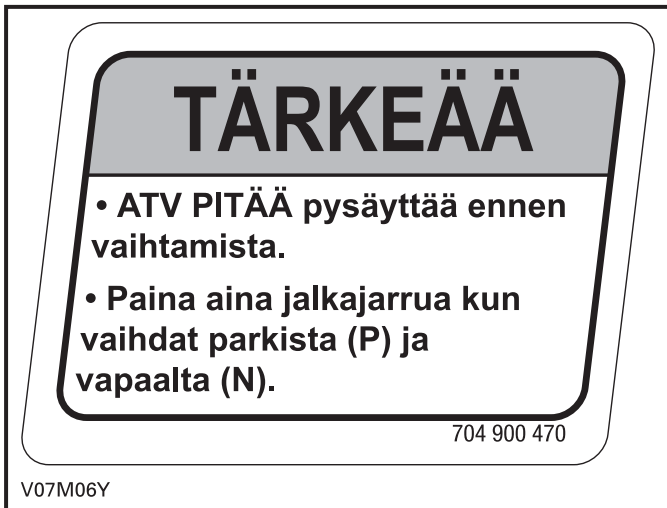 TÄRKEÄÄ
• ATV PITÄÄ pysäyttää ennen
vaihtamista.
• Paina aina jalkajarrua kun
vaihdat parkista (P) ja
vapaalta (N).
704 900 470
V07M06Y